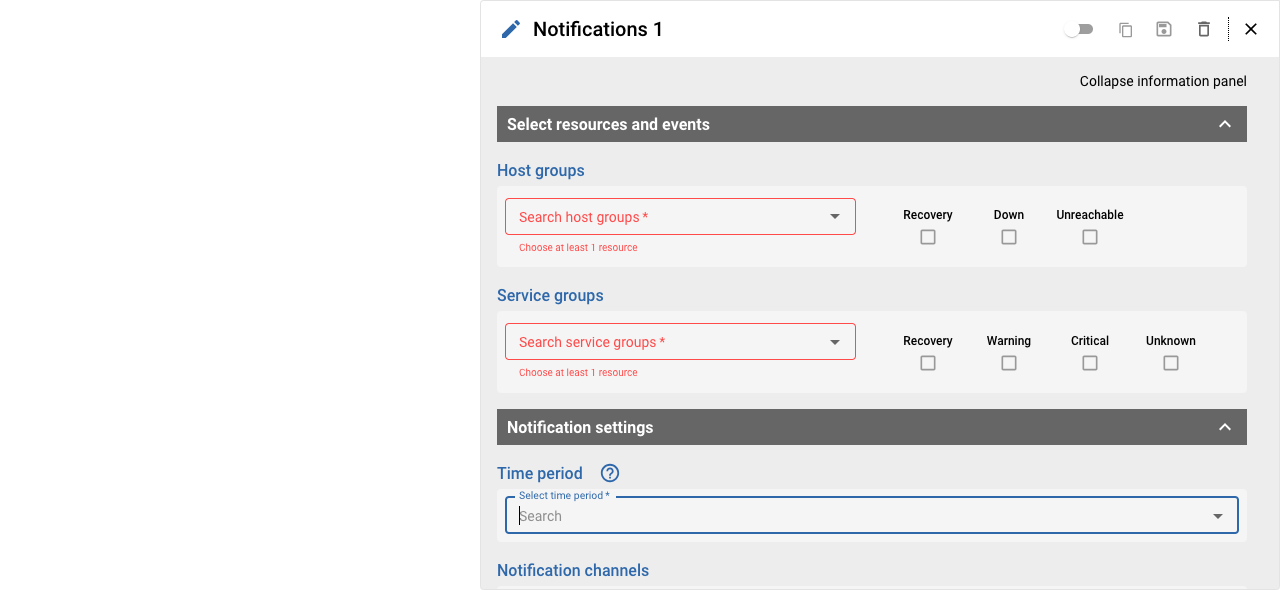 Notifications 1
Collapse information panel
Select resources and events
Host groups
Search host groups *
Recovery Down Unreachable
Choose at least 1 resource
Service groups
Search service groups *
Recovery Warning Critical Unknown
Choose at least 1 resource
Notification settings
Time period
Select time period *
Search
Notification channels